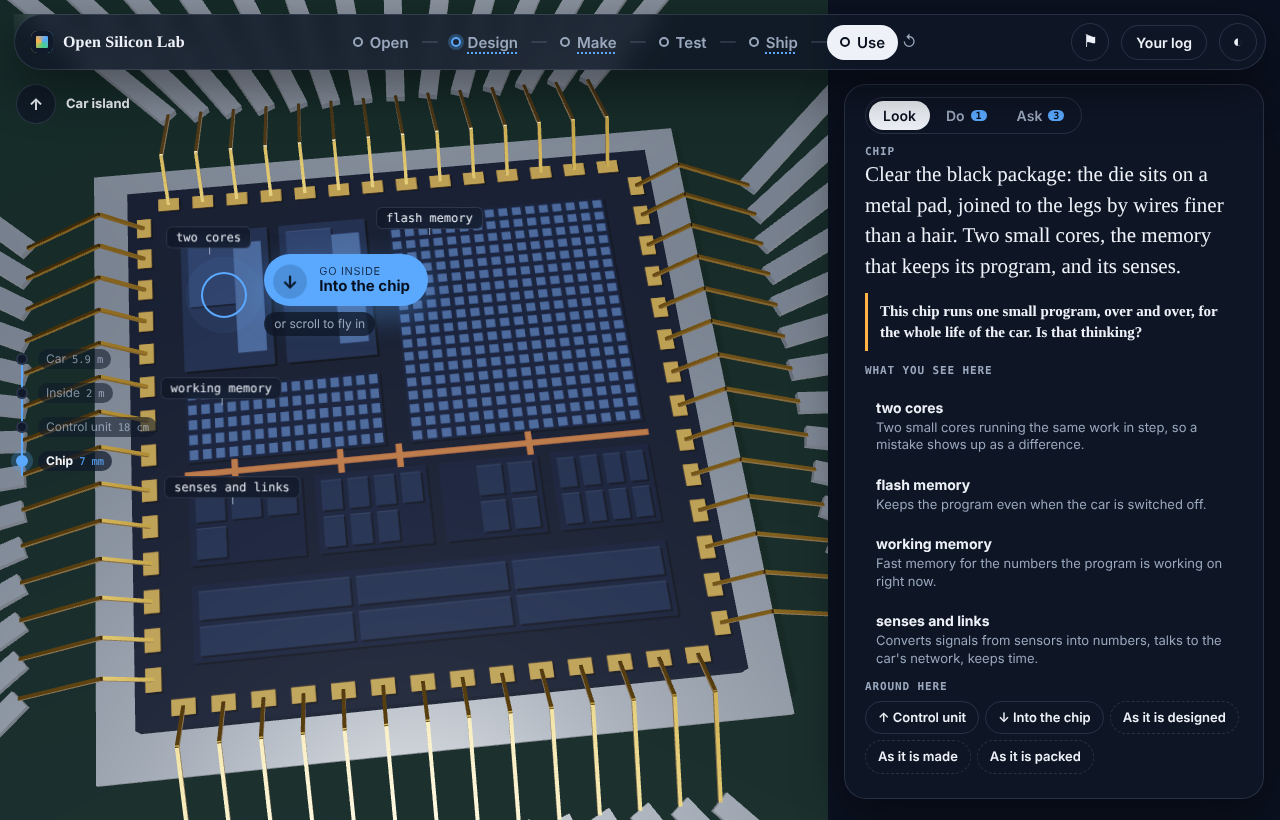 Open Silicon Lab
Open
Design
Make
Test
Ship
Use
Your log
Car island
Look
Do 1
Ask 3
CHIP
Clear the black package: the die sits on a
metal pad, joined to the legs by wires finer
than a hair. Two small cores, the memory
that keeps its program, and its senses.
This chip runs one small program, over and over, for
the whole life of the car. Is that thinking?
WHAT YOU SEE HERE
two cores
Two small cores running the same work in step, so a
mistake shows up as a difference.
flash memory
Keeps the program even when the car is switched off.
working memory
Fast memory for the numbers the program is working on
right now.
senses and links
Converts signals from sensors into numbers, talks to the
car's network, keeps time.
AROUND HERE
↑ Control unit
↓ Into the chip
As it is designed
As it is made
As it is packed
flash memory
two cores
GO INSIDE
Into the chip
or scroll to fly in
working memory
senses and links
Car 5.9 m
Inside 2 m
Control unit 18 cm
Chip 7 mm